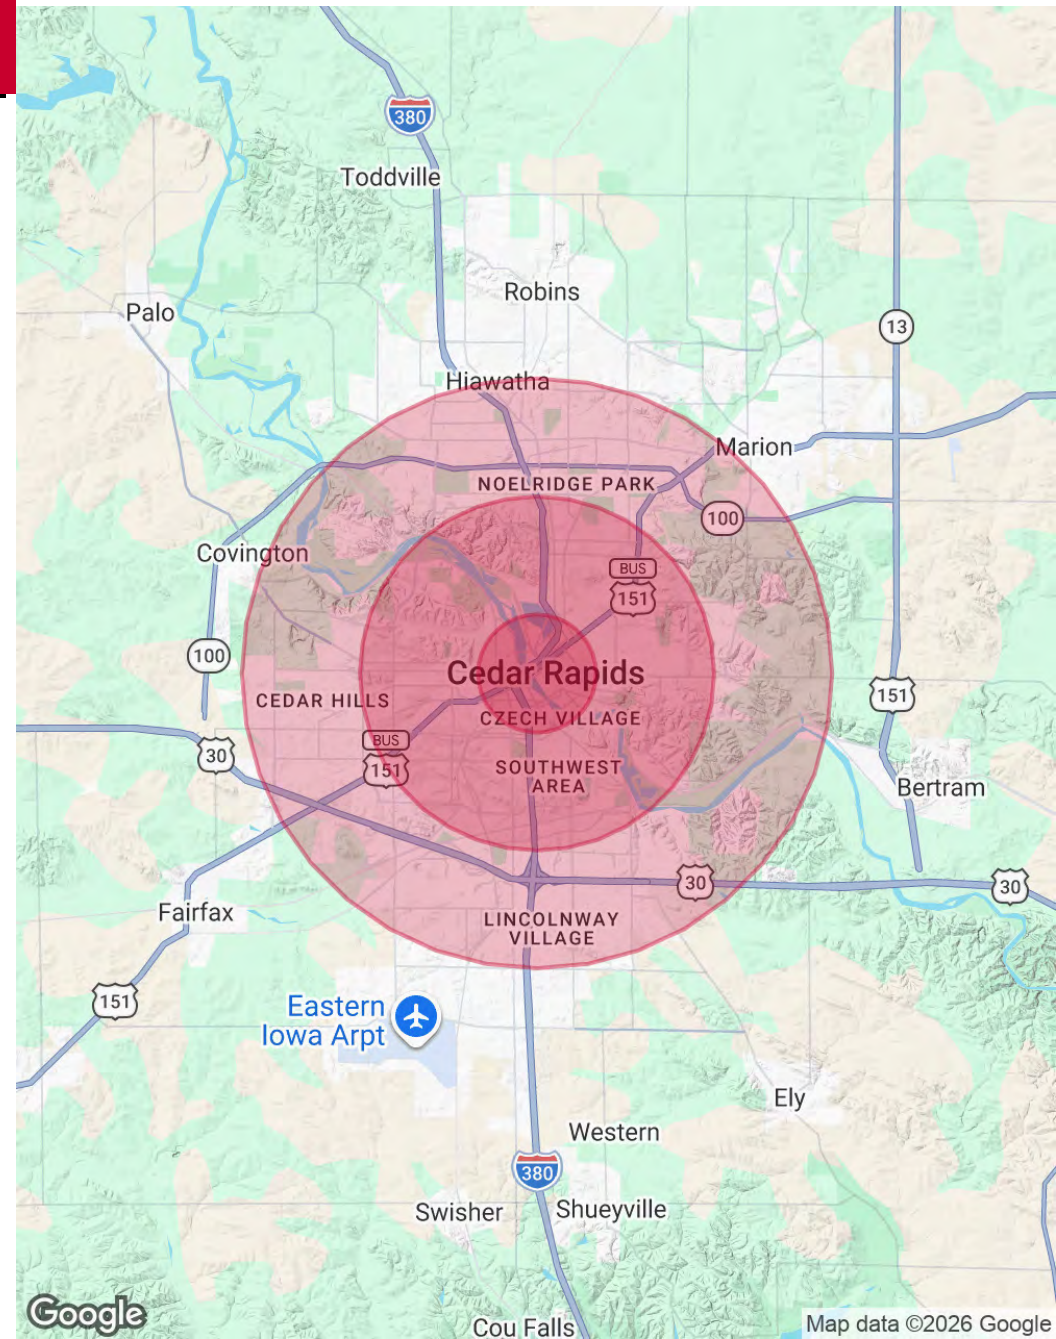 380
Toddville
Robins
Palo
13
Hiawatha
Marion
NOELRIDGE PARK
100
Covington
BUS
151
100
Cedar Rapids
CEDAR HILLS
151
CZECH VILLAGE
BUS
30
151
SOUTHWEST
AREA
Bertram
30
30
Fairfax
LINCOLNWAY
VILLAGE
151
Eastern
Iowa Arpt
Ely
Western
380
Swisher
Shueyville
Google
Cou Falls
Map data ©2026 Google